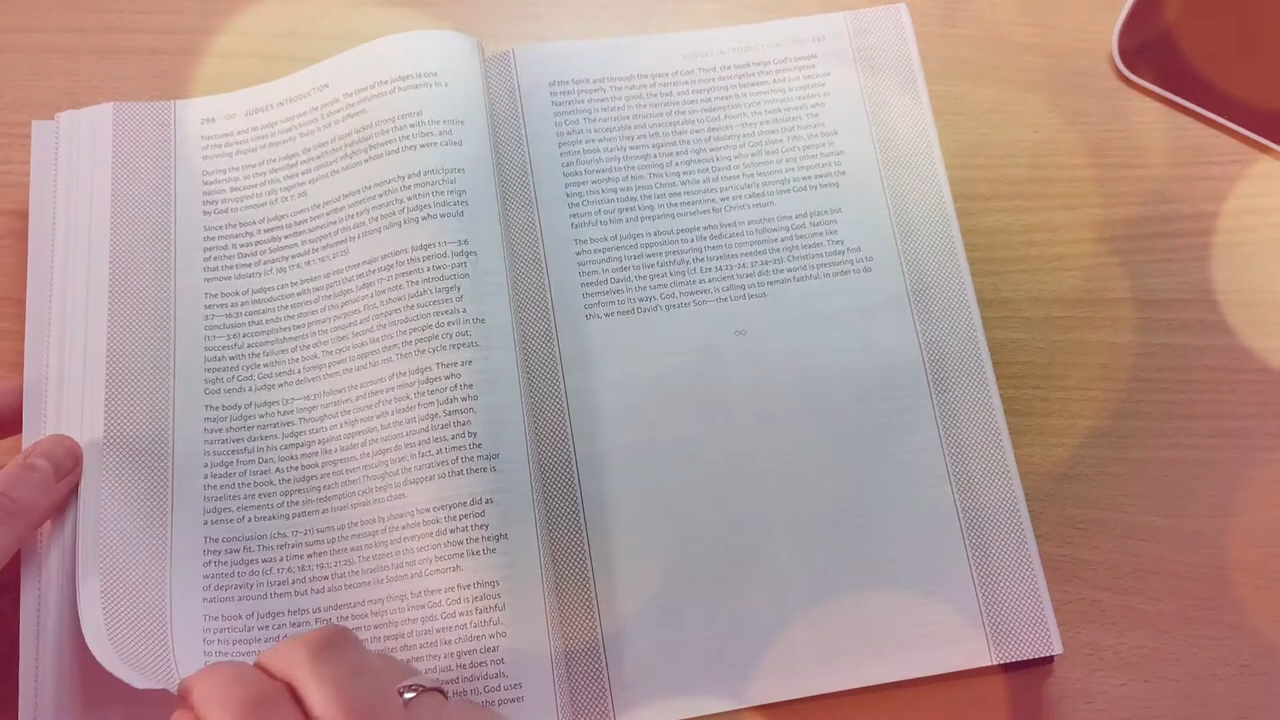 296 JUDGES INTRODUCTION
fractured, and no judge ruled over the people. The time of the judges is one
of the darkest times in Israel's history. It shows the sinfulness of humanity in a
stunning display of depravity. Today is not so different.
During the time of the judges, the tribes of Israel lacked strong central
leadership, so they identified more with their individual tribe than with the entire
nation. Because of this, there was constant infighting between the tribes, and
they struggled to rally together against the nations whose land they were called
by God to conquer (cf. Dt 7; 20).
Since the book of Judges covers the period before the monarchy and anticipates
the monarchy, it seems to have been written sometime within the monarchial
period. It was possibly written sometime in the early monarchy, within the reign
of either David or Solomon. In support of this date, the book of Judges indicates
that the time of anarchy would be reformed by a strong ruling king who would
remove idolatry (cf. Jdg 17:6; 18:1; 19:1; 21:25).
The book of Judges can be broken up into three major sections. Judges 1:1—3:6
serves as an introduction with two parts that set the stage for this period. Judges
3:7—16:31 contains the stories of the judges. Judges 17–21 presents a two-part
conclusion that ends the stories of this period on a low note. The introduction
(1:1—3:6) accomplishes two primary purposes. First, it shows Judah's largely
successful accomplishments in the conquest and compares the successes of
Judah with the failures of the other tribes. Second, the introduction reveals a
repeated cycle within the book. The cycle looks like this: the people do evil in the
sight of God; God sends a foreign power to oppress them; the people cry out;
God sends a judge who delivers them; the land has rest. Then the cycle repeats.
The body of Judges (3:7—16:31) follows the accounts of the judges. There are
major judges who have longer narratives, and there are minor judges who
have shorter narratives. Throughout the course of the book, the tenor of the
narratives darkens. Judges starts on a high note with a leader from Judah who
is successful in his campaign against oppression, but the last judge, Samson,
a judge from Dan, looks more like a leader of the nations around Israel than
a leader of Israel. As the book progresses, the judges do less and less, and by
the end the book, the judges are not even rescuing Israel; in fact, at times the
Israelites are even oppressing each other! Throughout the narratives of the major
judges, elements of the sin-redemption cycle begin to disappear so that there is
a sense of a breaking pattern as Israel spirals into chaos.
The conclusion (chs. 17–21) sums up the book by showing how everyone did as
they saw fit. This refrain sums up the message of the whole book: the period
of the judges was a time when there was no king and everyone did what they
wanted to do (cf. 17:6; 18:1; 19:1; 21:25). The stories in this section show the height
of depravity in Israel and show that the Israelites had not only become like the
nations around them but had also become like Sodom and Gomorrah.
The book of Judges helps us understand many things, but there are five things
in particular we can learn. First, the book helps us to know God. God is jealous
for his people and to worship other gods. God was faithful
to the when the people of Israel were not faithful.
often acted like children who
when they are given clear
and just. He does not
individuals,
Heb 11), God uses
the power
JUDGES INTRODUCTION 297
of the Spirit and through the grace of God. Third, the book helps God's people
to read properly. The nature of narrative is more descriptive than prescriptive.
Narrative shows the good, the bad, and everything in between. And just because
something is related in the narrative does not mean it is something acceptable
to God. The narrative structure of the sin-redemption cycle instructs readers as
to what is acceptable and unacceptable to God. Fourth, the book reveals who
people are when they are left to their own devices—they are idolaters. The
entire book starkly warns against the sin of idolatry and shows that humans
can flourish only through a true and right worship of God alone. Fifth, the book
looks forward to the coming of a righteous king who will lead God's people in
proper worship of him. This king was not David or Solomon or any other human
king; this king was Jesus Christ. While all of these five lessons are important to
the Christian today, the last one resonates particularly strongly as we await the
return of our great king. In the meantime, we are called to love God by being
faithful to him and preparing ourselves for Christ's return.
The book of Judges is about people who lived in another time and place but
who experienced opposition to a life dedicated to following God. Nations
surrounding Israel were pressuring them to compromise and become like
them. In order to live faithfully, the Israelites needed the right leader. They
needed David, the great king (cf. Eze 34:23–24; 37:24–25). Christians today find
themselves in the same climate as ancient Israel did: the world is pressuring us to
conform to its ways. God, however, is calling us to remain faithful. In order to do
this, we need David's greater Son—the Lord Jesus.